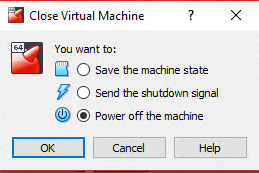 Close Virtual Machine
64
You want to:
Save the machine state
Send the shutdown signal
Power off the machine
OK Cancel Help